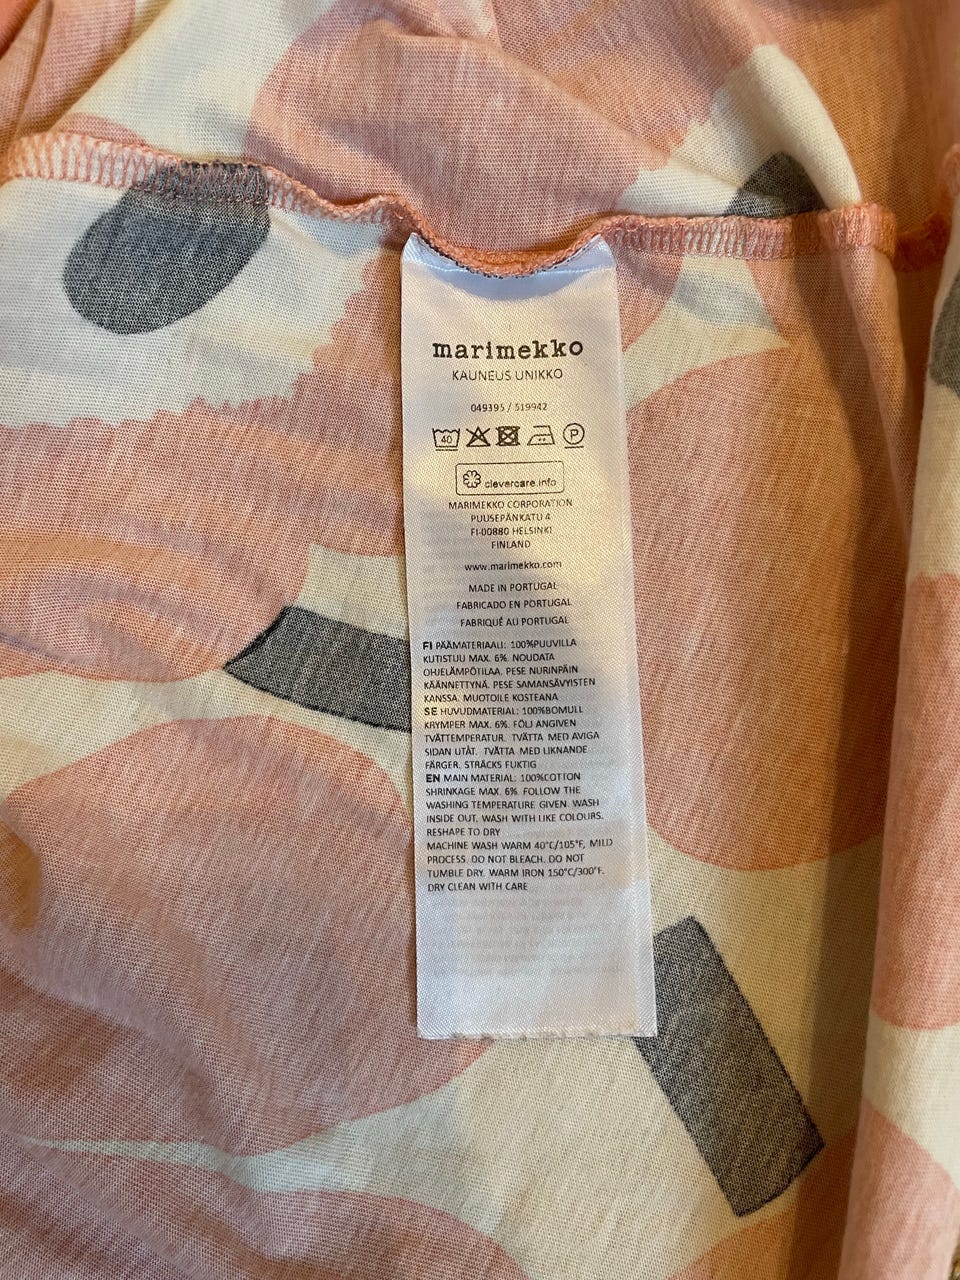 marimekko
KAUNEUS UNIKKO
049395 / 519942
40 P
clevercare.info
MARIMEKKO CORPORATION
PUUSEPÄNKATU 4
FI-00880 HELSINKI
FINLAND
www.marimekko.com
MADE IN PORTUGAL
FABRICADO EN PORTUGAL
FABRIQUÉ AU PORTUGAL
FI PÄÄMATERIAALI: 100%PUUVILLA
KUTISTUU MAX. 6%. NOUDATA
OHJELÄMPÖTILAA. PESE NURINPÄIN
KÄÄNNETTYNÄ. PESE SAMANSÄVYISTEN
KANSSA. MUOTOILE KOSTEANA
SE HUVUDMATERIAL: 100%BOMULL
KRYMPER MAX. 6%. FÖLJ ANGIVEN
TVÄTTEMPERATUR. TVÄTTA MED AVIGA
SIDAN UTÅT. TVÄTTA MED LIKNANDE
FÄRGER. STRÄCKS FUKTIG
EN MAIN MATERIAL: 100%COTTON
SHRINKAGE MAX. 6%. FOLLOW THE
WASHING TEMPERATURE GIVEN. WASH
INSIDE OUT. WASH WITH LIKE COLOURS.
RESHAPE TO DRY
MACHINE WASH WARM 40°C/105°F, MILD
PROCESS. DO NOT BLEACH. DO NOT
TUMBLE DRY. WARM IRON 150°C/300°F.
DRY CLEAN WITH CARE